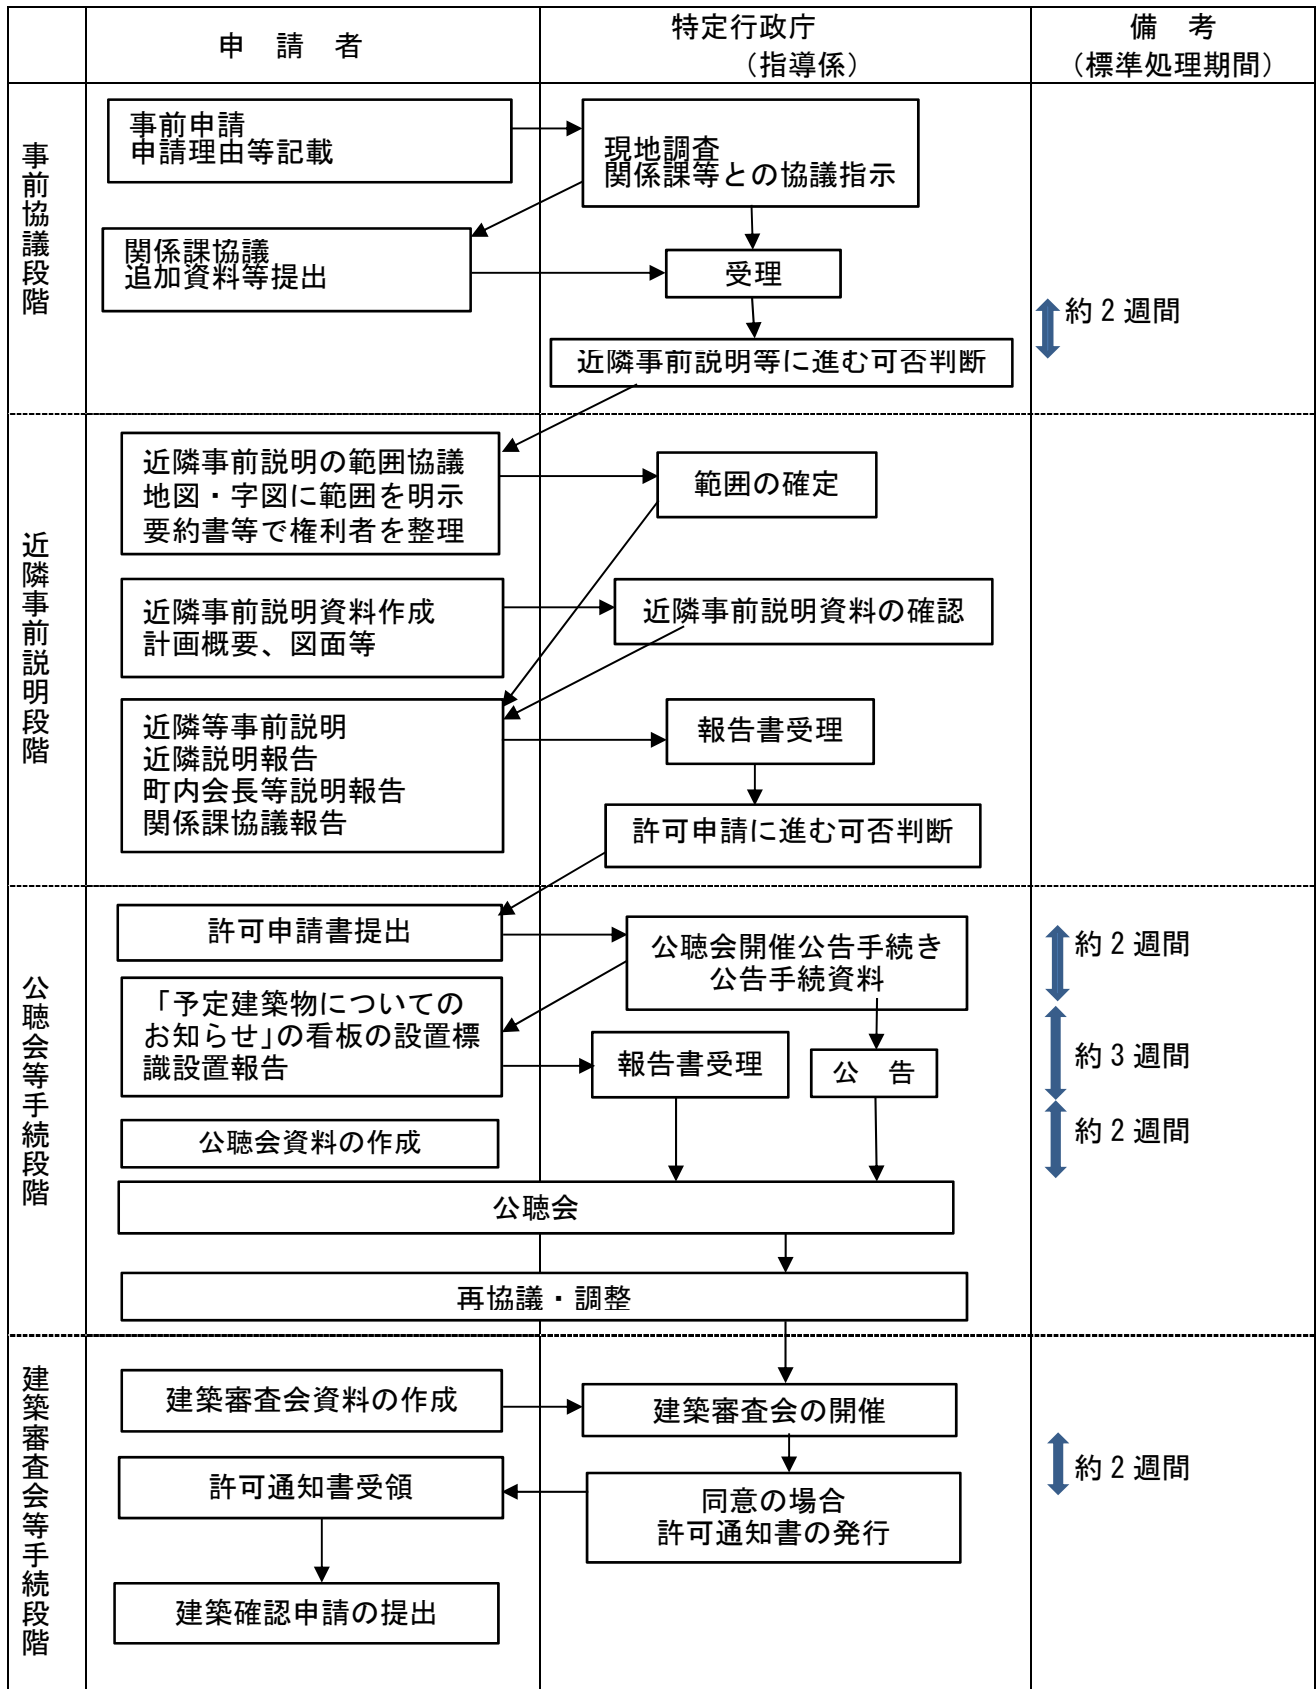 申　請　者
特定行政庁
（指導係）
備　考
（標準処理期間）
事前協議段階
事前申請
申請理由等記載
現地調査
関係課等との協議指示
関係課協議
追加資料等提出
受理
約 2 週間
近隣事前説明等に進む可否判断
近隣事前説明段階
近隣事前説明の範囲協議
地図・字図に範囲を明示
要約書等で権利者を整理
範囲の確定
近隣事前説明資料作成
計画概要、図面等
近隣事前説明資料の確認
近隣等事前説明
近隣説明報告
町内会長等説明報告
関係課協議報告
報告書受理
許可申請に進む可否判断
公聴会等手続段階
許可申請書提出
公聴会開催公告手続き
公告手続資料
約 2 週間
「予定建築物についての
お知らせ」の看板の設置標
識設置報告
報告書受理
公　告
約 3 週間
公聴会資料の作成
約 2 週間
公聴会
再協議・調整
建築審査会等手続段階
建築審査会資料の作成
建築審査会の開催
許可通知書受領
同意の場合
許可通知書の発行
約 2 週間
建築確認申請の提出